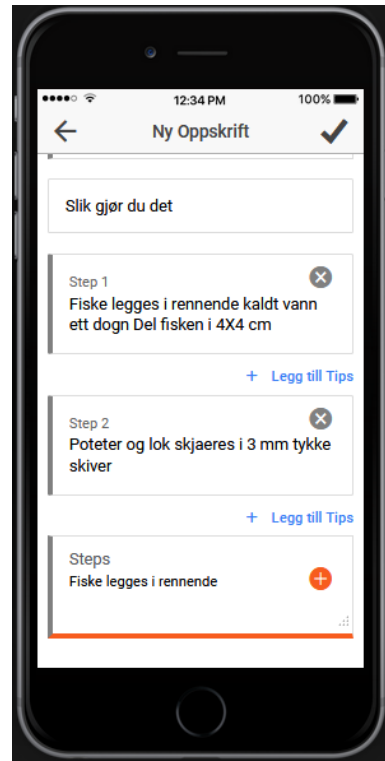 12:34 PM 100%
Ny Oppskrift
Slik gjør du det
Step 1
Fiske legges i rennende kaldt vann
ett dogn Del fisken i 4X4 cm
+ Legg till Tips
Step 2
Poteter og lok skjaeres i 3 mm tykke
skiver
+ Legg till Tips
Steps
Fiske legges i rennende